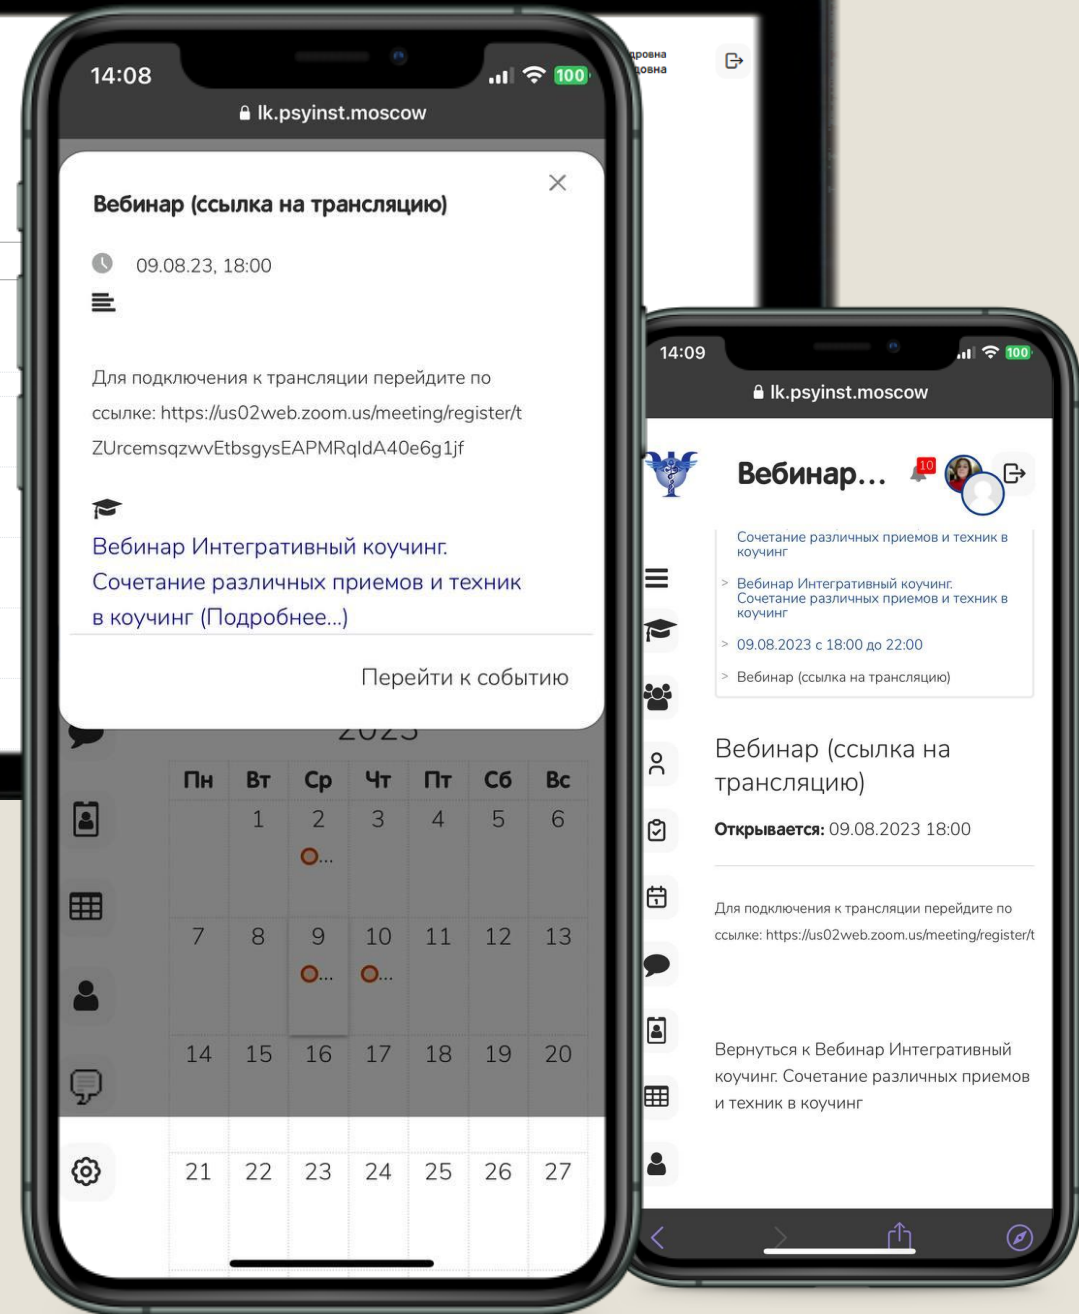 14:08
100
lk.psyinst.moscow
Вебинар (ссылка на трансляцию)
09.08.23, 18:00
Для подключения к трансляции перейдите по
ссылке: https://us02web.zoom.us/meeting/register/t
ZUrcemsqzwvEtbsgysEAPMRqIdA40e6g1jf
Вебинар Интегративный коучинг.
Сочетание различных приемов и техник
в коучинг (Подробнее...)
Перейти к событию
Пн Вт Ср Чт Пт Сб Вс
1 2 3 4 5 6
... 
7 8 9 10 11 12 13
... ...
14 15 16 17 18 19 20
21 22 23 24 25 26 27
14:09
100
lk.psyinst.moscow
Вебинар...
10
Сочетание различных приемов и техник в
коучинг
> Вебинар Интегративный коучинг.
Сочетание различных приемов и техник в
коучинг
> 09.08.2023 с 18:00 до 22:00
> Вебинар (ссылка на трансляцию)
Вебинар (ссылка на
трансляцию)
Открывается: 09.08.2023 18:00
Для подключения к трансляции перейдите по
ссылке: https://us02web.zoom.us/meeting/register/t
Вернуться к Вебинар Интегративный
коучинг. Сочетание различных приемов
и техник в коучинг